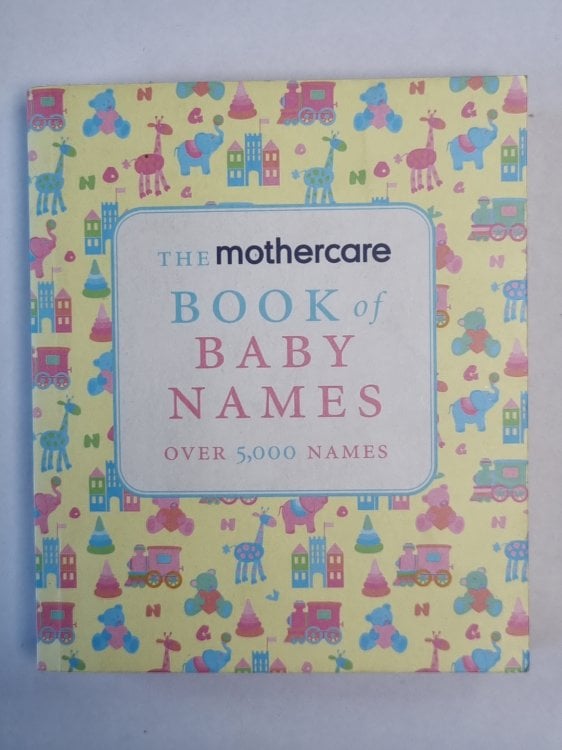 THE mothercare
BOOK of
BABY
NAMES
OVER 5,000 NAMES